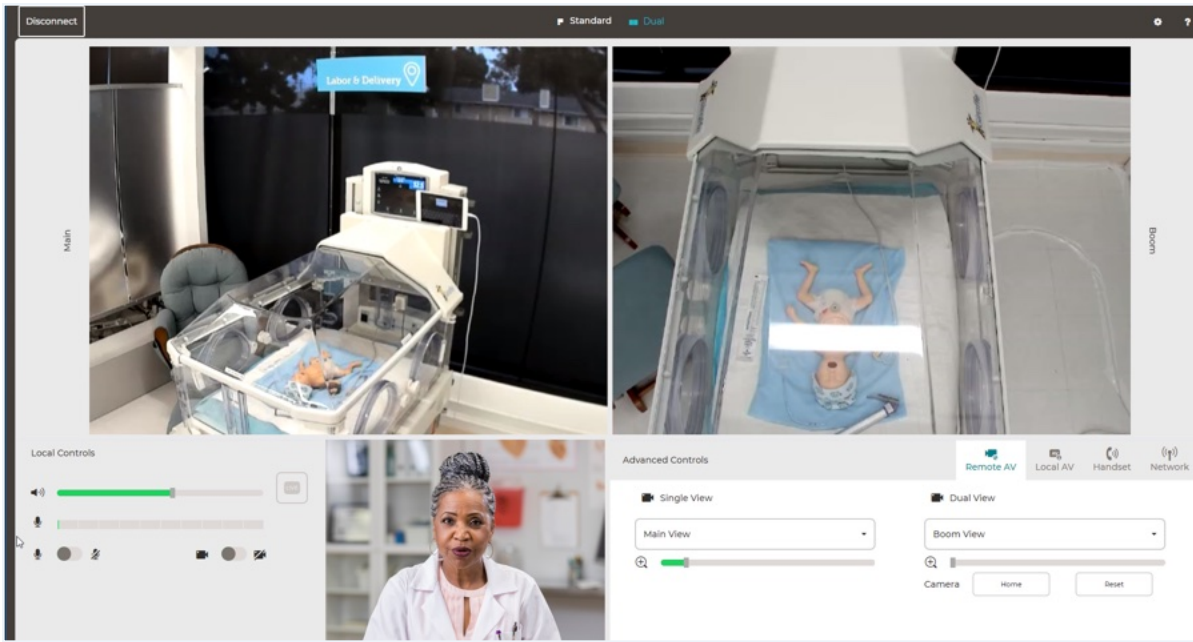 Disconnect
Standard
Dual
?
Labor & Delivery
Main
Boom
Local Controls
Advanced Controls
Remote AV
Local AV
Handset
Network
Single View
Dual View
Main View
Boom View
Camera
Home
Reset